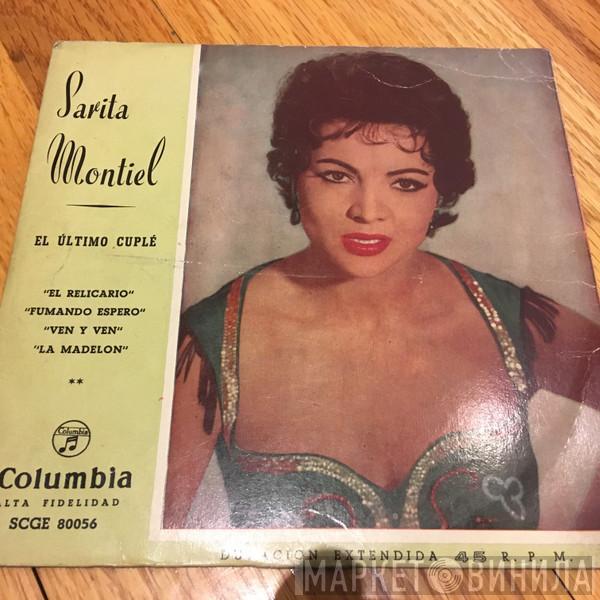 Sarita
Montiel
EL ÚLTIMO CUPLÉ
"EL RELICARIO"
"FUMANDO ESPERO"
"VEN Y VEN"
"LA MADELON"
**
Columbia
Columbia
ALTA FIDELIDAD
SCGE 80056
DURACION EXTENDIDA 45 R. P. M.
МАРКЕТ ВИНИЛА